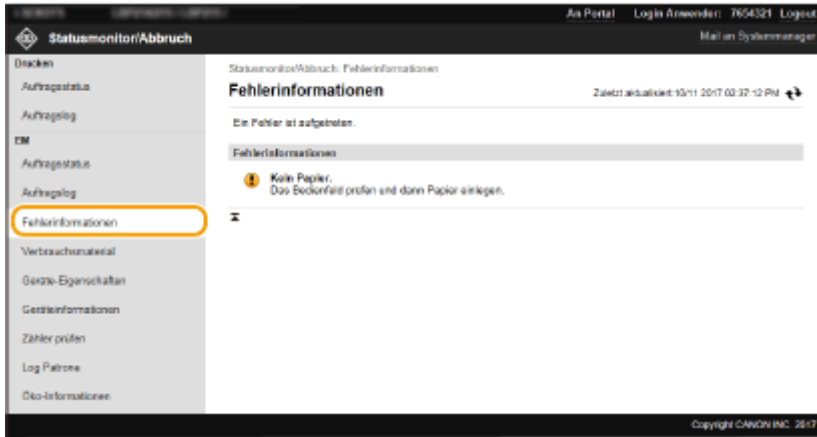 An Portal Login Anwender: 7654321 Logout
Statusmonitor/Abbruch
Mail an Systemmanager
Drucken
Auftragsstatus
Auftragslog
EM
Auftragsstatus
Auftragslog
Fehlerinformationen
Verbrauchsmaterial
Geräte-Eigenschaften
Geräteinformationen
Zähler prüfen
Log Patrone
Öko-Informationen
Statusmonitor/Abbruch: Fehlerinformationen
Fehlerinformationen
Zuletzt aktualisiert:10/11 2017 02:37:12 PM
Ein Fehler ist aufgetreten.
Fehlerinformationen
Kein Papier.
Das Bedienfeld prüfen und dann Papier einlegen.
Copyright CANON INC. 2017